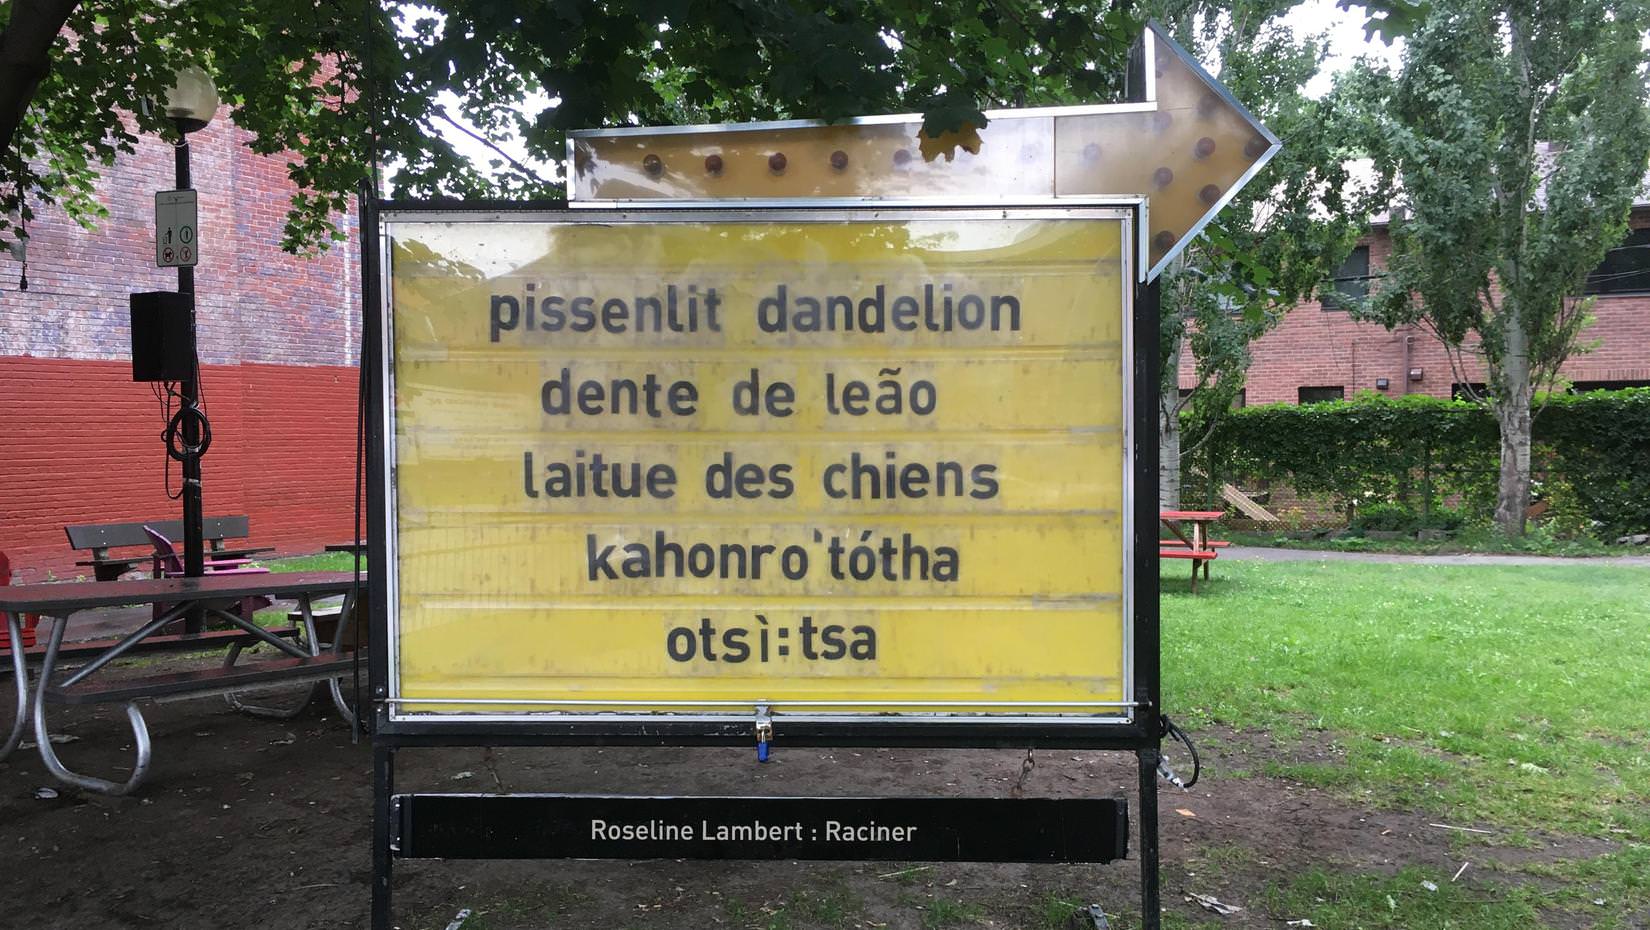 pissenlit dandelion
dente de leão
laitue des chiens
kahonro'tótha
otsì:tsa
Roseline Lambert : Raciner